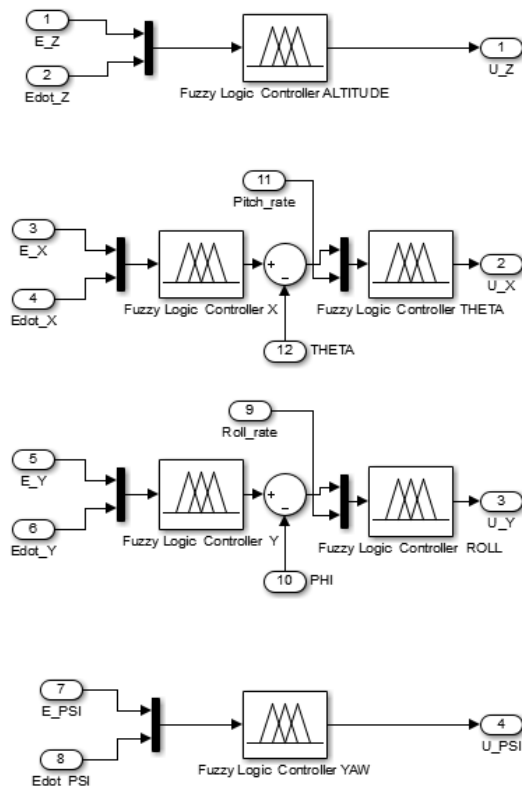 1
E_Z
2
Edot_Z
Fuzzy Logic Controller ALTITUDE
1
U_Z
11
Pitch_rate
3
E_X
4
Edot_X
Fuzzy Logic Controller X
+
−
12
THETA
Fuzzy Logic Controller THETA
2
U_X
9
Roll_rate
5
E_Y
6
Edot_Y
Fuzzy Logic Controller Y
+
−
10
PHI
Fuzzy Logic Controller ROLL
3
U_Y
7
E_PSI
8
Edot_PSI
Fuzzy Logic Controller YAW
4
U_PSI